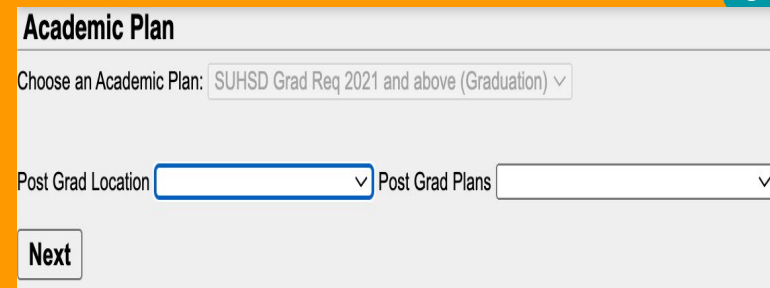 Academic Plan
Choose an Academic Plan: SUHSD Grad Req 2021 and above (Graduation)
Post Grad Location Post Grad Plans
Next